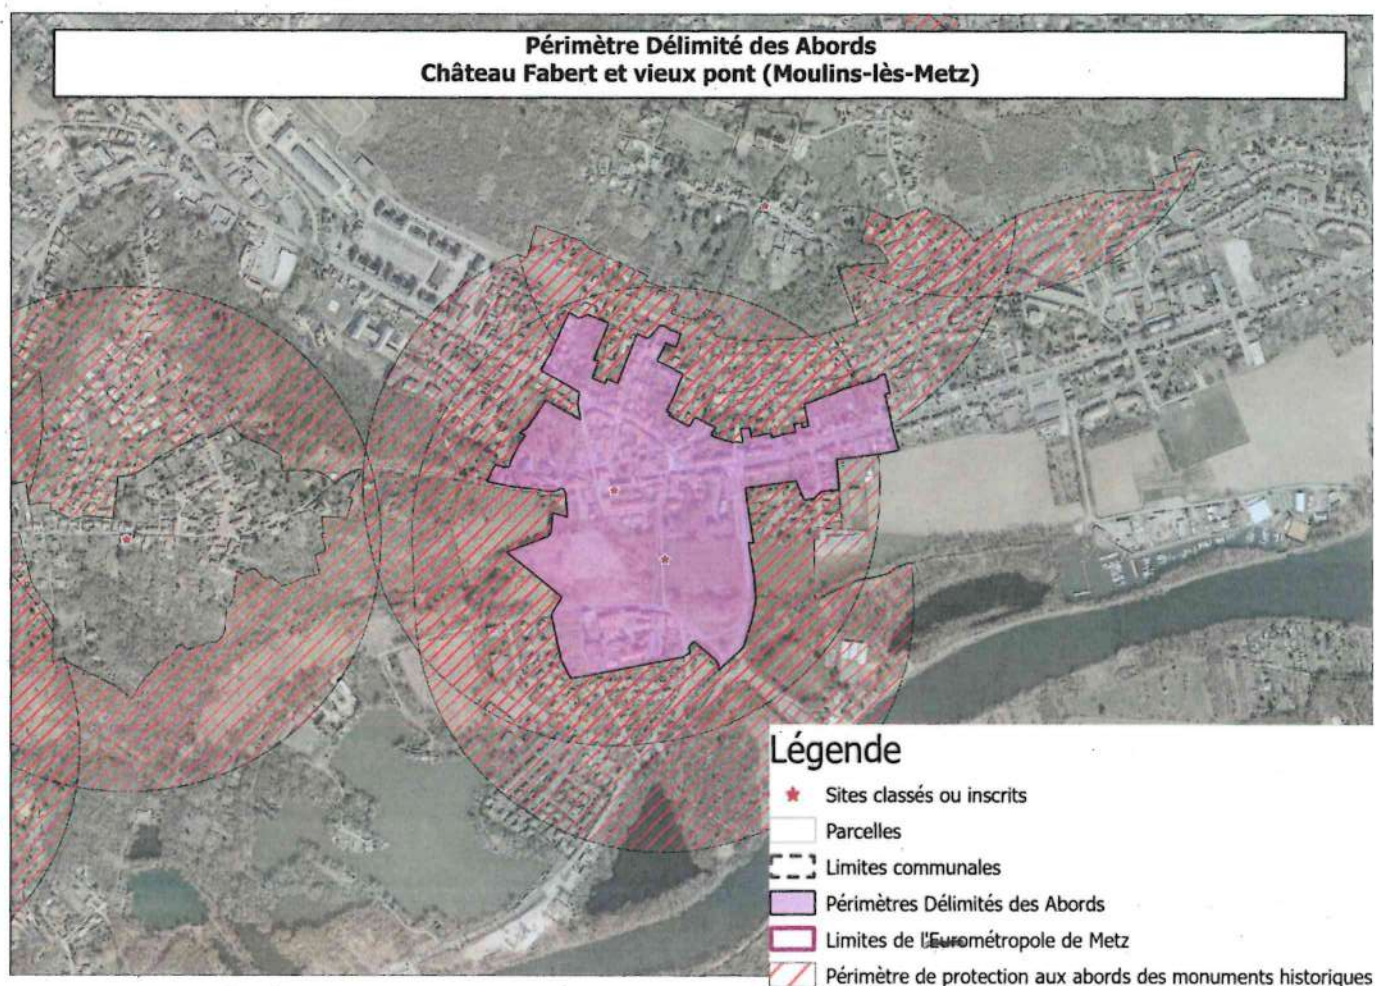 Périmètre Délimité des Abords
Château Fabert et vieux pont (Moulins-lès-Metz)
Légende
Sites classés ou inscrits
Parcelles
Limites communales
Périmètres Délimités des Abords
Limites de l'Eurométropole de Metz
Périmètre de protection aux abords des monuments historiques